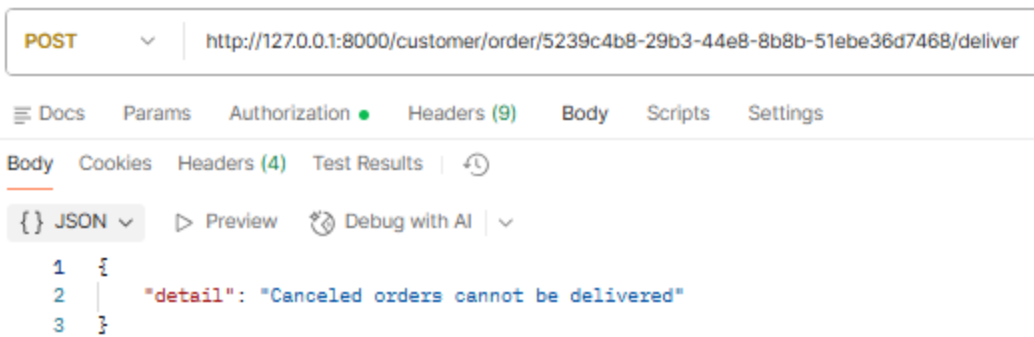 POST http://127.0.0.1:8000/customer/order/5239c4b8-29b3-44e8-8b8b-51ebe36d7468/deliver
Docs Params Authorization Headers (9) Body Scripts Settings
Body Cookies Headers (4) Test Results
{} JSON Preview Debug with AI
1 {
2 "detail": "Canceled orders cannot be delivered"
3 }